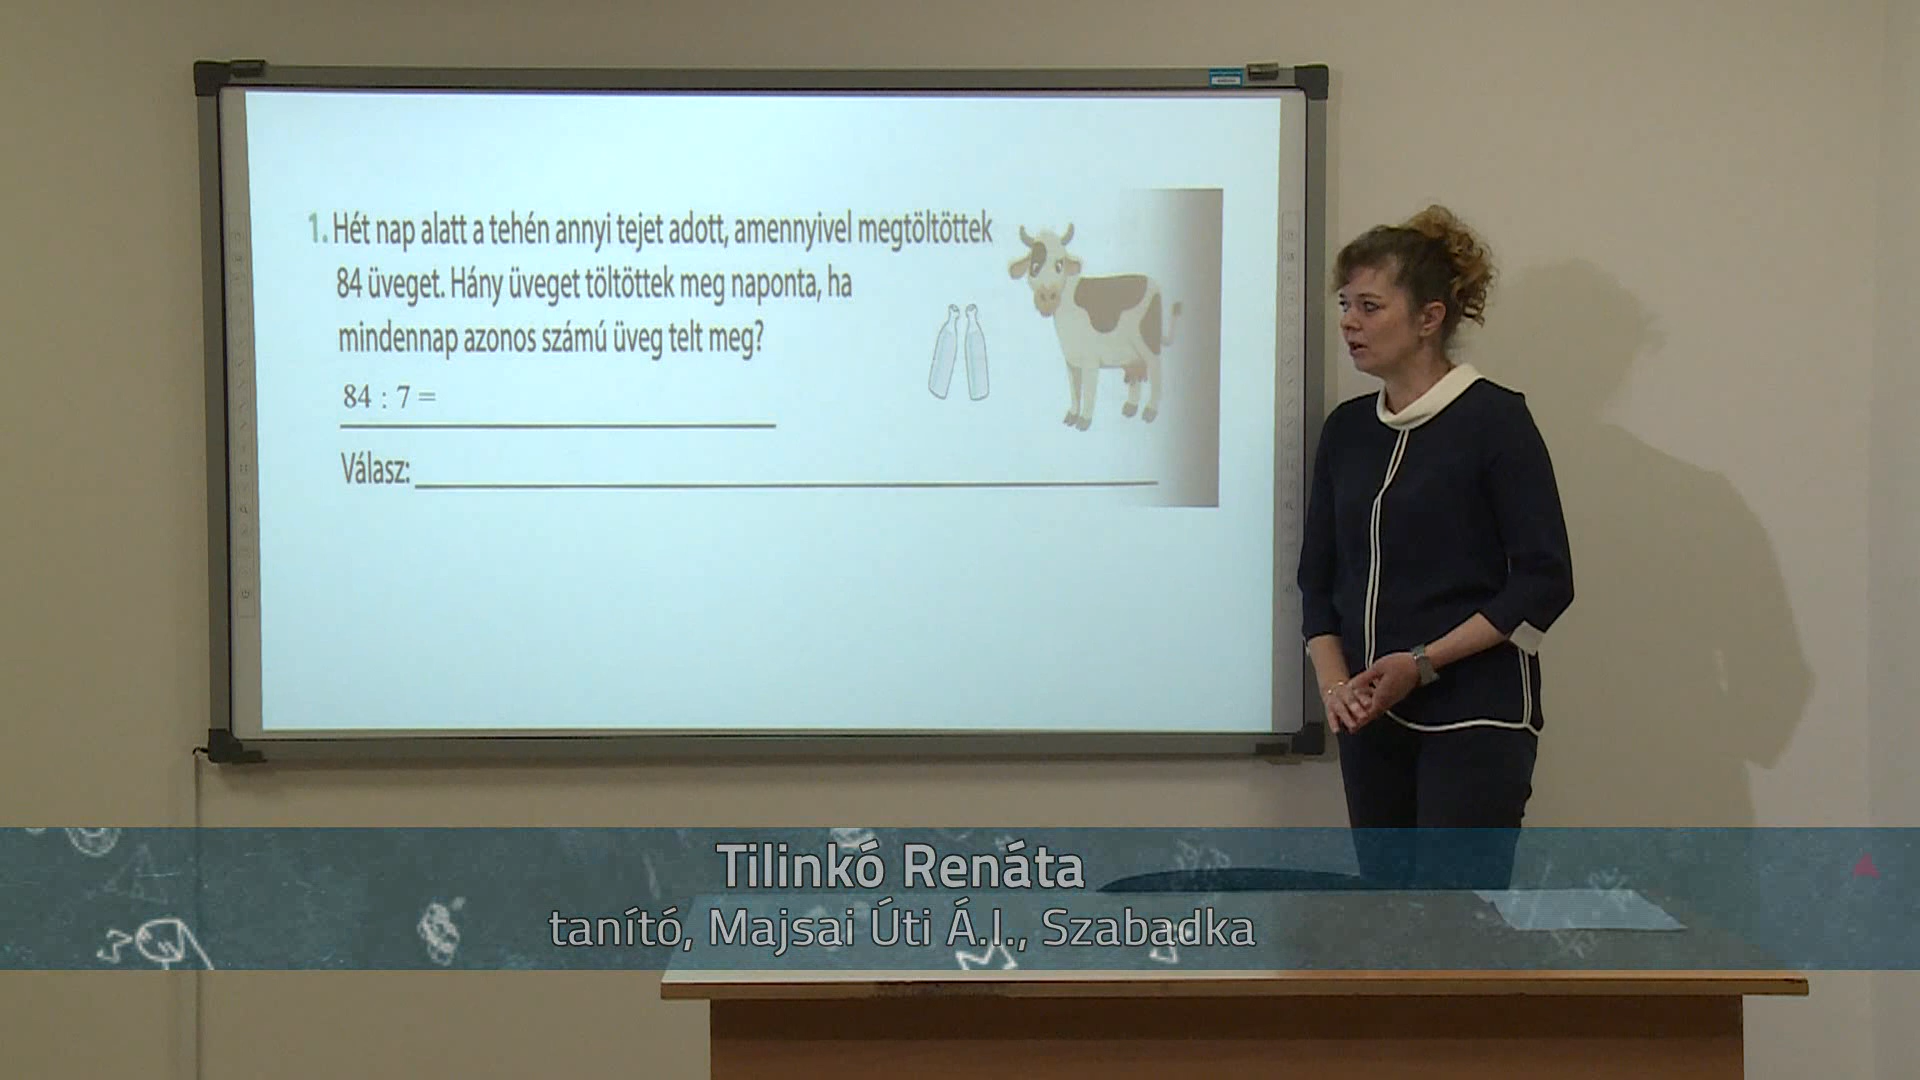 1. Hét nap alatt a tehén annyi tejet adott, amennyivel megtöltöttek
84 üveget. Hány üveget töltöttek meg naponta, ha
mindennap azonos számú üveg telt meg?
84 : 7 =
Válasz:
Tilinkó Renáta
tanító, Majsai Úti Á.I., Szabadka